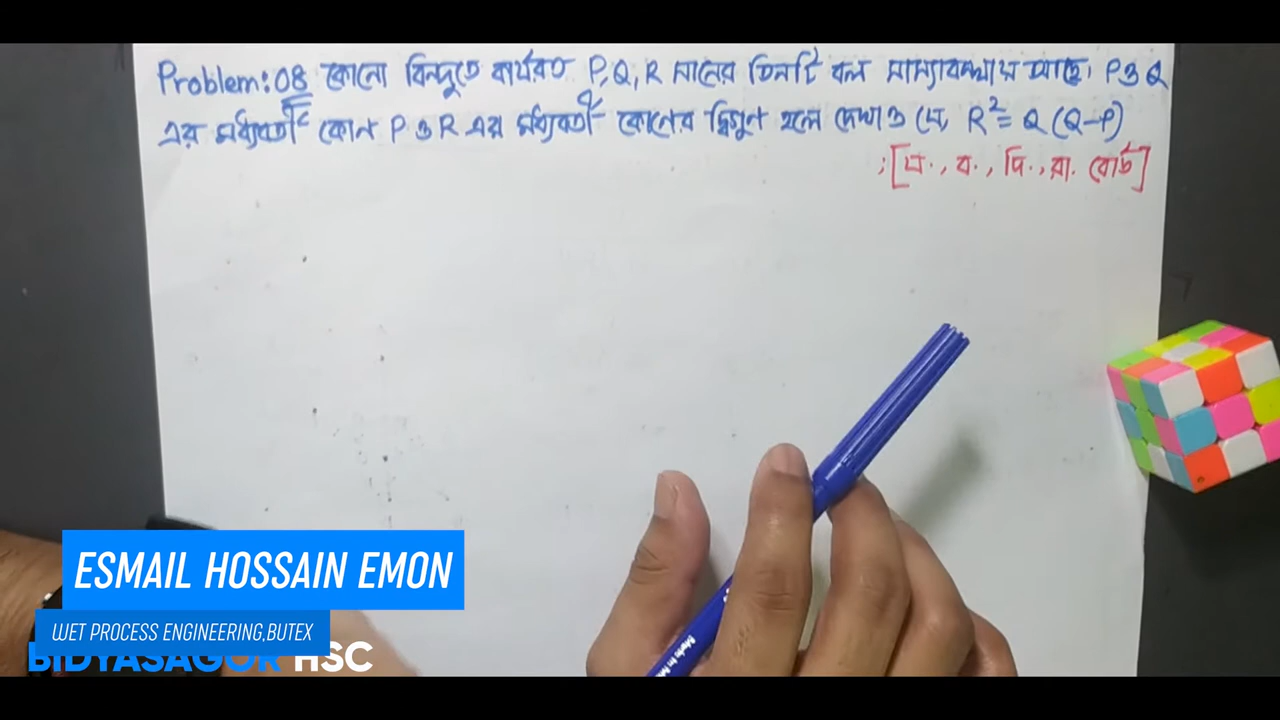 Problem: 08 কোনো বিন্দুতে কার্যরত P, Q, R মানের তিনটি বল সাম্যাবস্থায় আছে। P ও Q
এর মধ্যবর্তী কোণ P ও R এর মধ্যবর্তী কোণের দ্বিগুণ হলে দেখাও যে, R² = Q (Q-P)
; [য., ব., দি., রা. বোর্ড]
ESMAIL HOSSAIN EMON
WET PROCESS ENGINEERING,BUTEX
BIDYASAGOR HSC